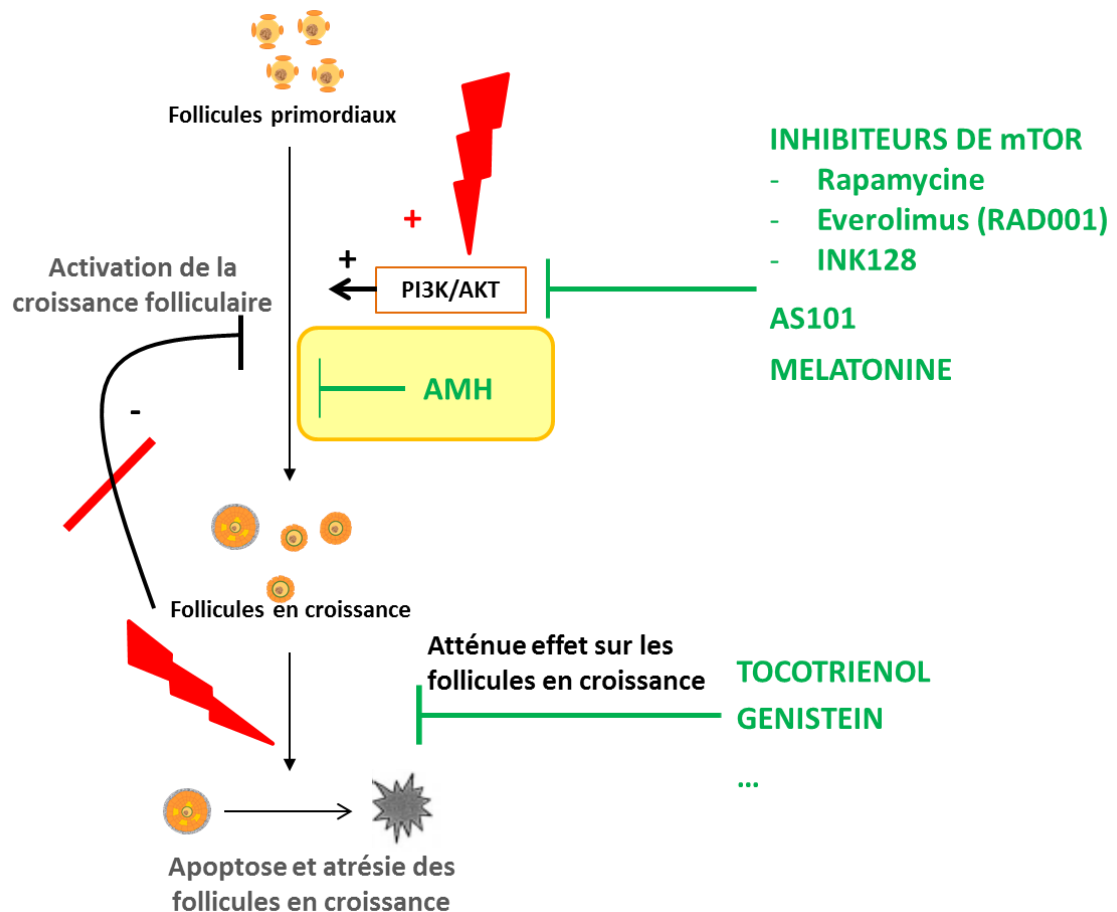 Follicules primordiaux
INHIBITEURS DE mTOR
- Rapamycine
- Everolimus (RAD001)
- INK128
+
Activation de la
croissance folliculaire
+
PI3K/AKT
AS101
MELATONINE
AMH
-
Follicules en croissance
Atténue effet sur les
follicules en croissance
TOCOTRIENOL
GENISTEIN
...
Apoptose et atrésie des
follicules en croissance